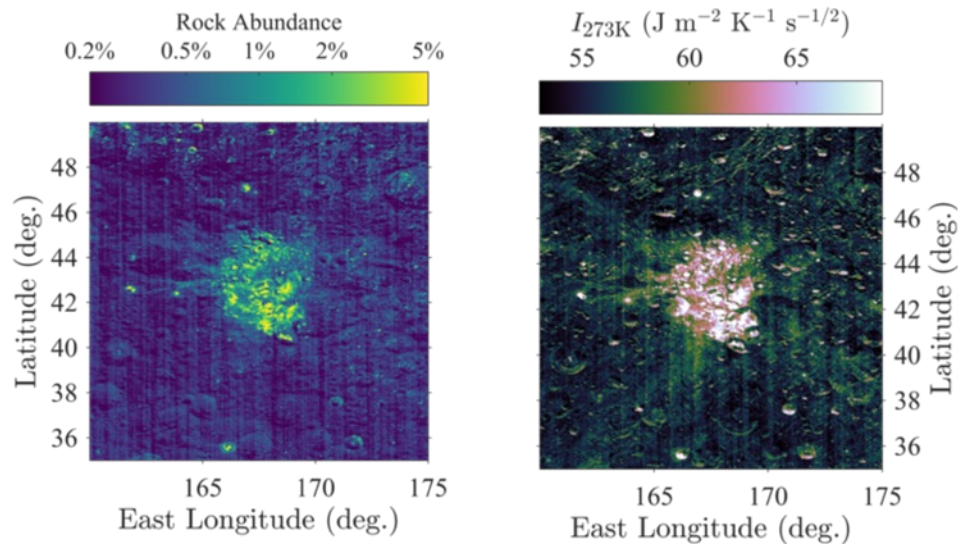 Rock Abundance
0.2% 0.5% 1% 2% 5%
48
46
44
42
40
38
36
Latitude (deg.)
165 170 175
East Longitude (deg.)
I₂₇₃K (J m⁻² K⁻¹ s⁻¹/²)
55 60 65
48
46
44
42
40
38
36
Latitude (deg.)
165 170 175
East Longitude (deg.)